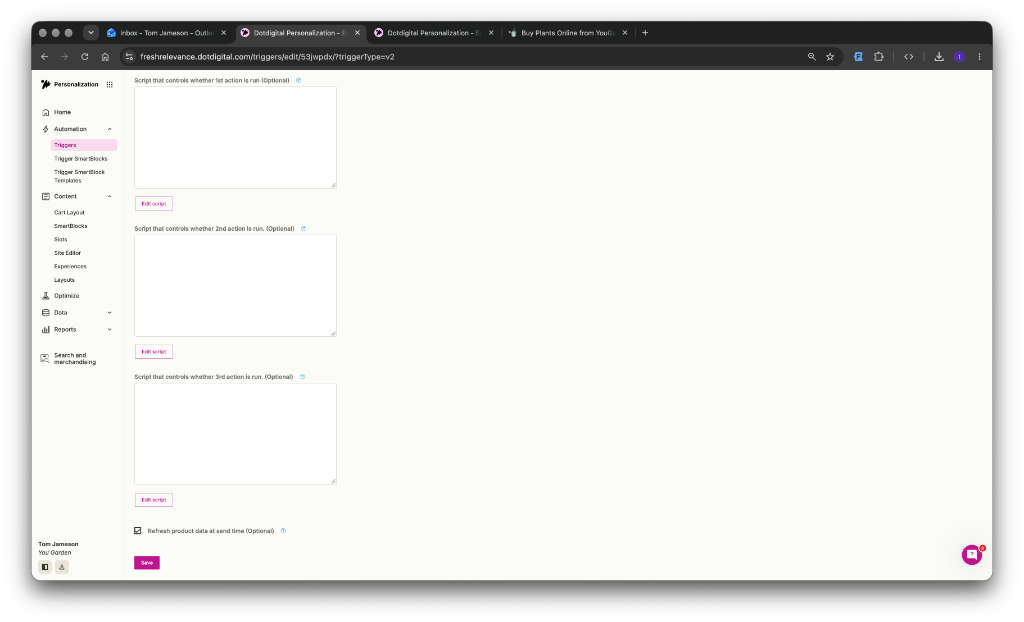 Inbox - Tom Jameson - Outlo
Dotdigital Personalization - E
Dotdigital Personalization - E
Buy Plants Online from YouGa
freshrelevance.dotdigital.com/triggers/edit/53jwpdx/?triggerType=v2
1
Personalization
Home
Automation
Triggers
Trigger SmartBlocks
Trigger SmartBlock
Templates
Content
Cart Layout
SmartBlocks
Slots
Site Editor
Experiences
Layouts
Optimize
Data
Reports
Search and
merchandising
Tom Jameson
You Garden
Script that controls whether 1st action is run (Optional) ?
Edit script
Script that controls whether 2nd action is run. (Optional) ?
Edit script
Script that controls whether 3rd action is run. (Optional) ?
Edit script
Refresh product data at send time (Optional) ?
Save